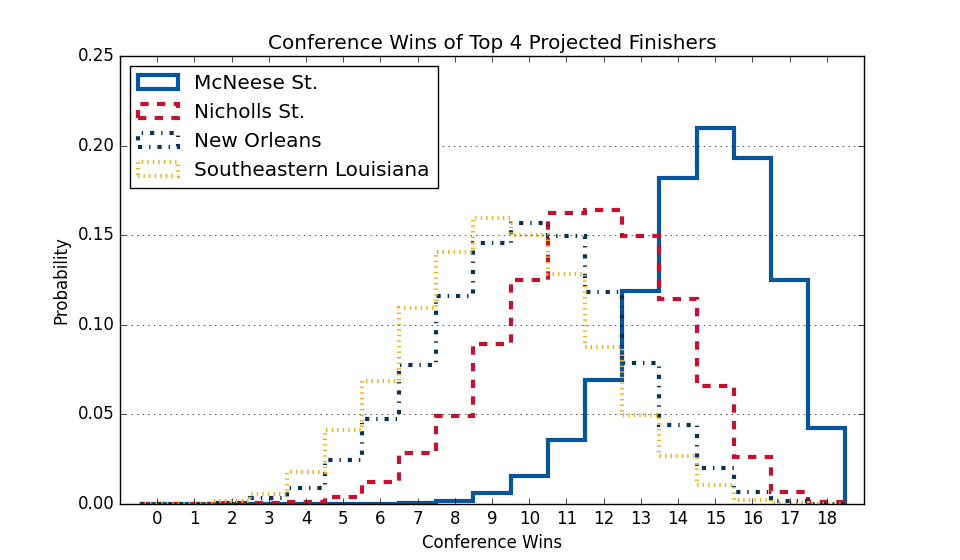 Conference Wins of Top 4 Projected Finishers
0.25
0.20
0.15
0.10
0.05
0.00
Probability
McNeese St.
Nicholls St.
New Orleans
Southeastern Louisiana
0 1 2 3 4 5 6 7 8 9 10 11 12 13 14 15 16 17 18
Conference Wins